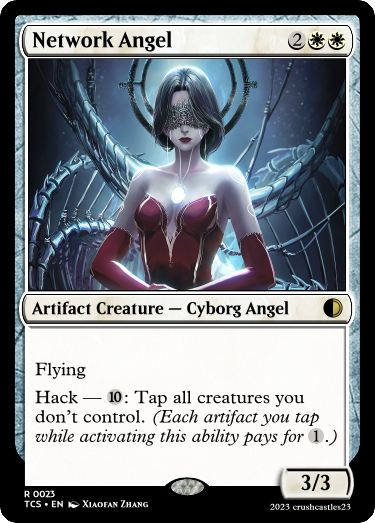 Network Angel 2
Artifact Creature — Cyborg Angel
Flying
Hack — 10: Tap all creatures you
don't control. (Each artifact you tap
while activating this ability pays for 1.)
3/3
R 0023
TCS • EN XIAOFAN ZHANG
2023 crushcastles23